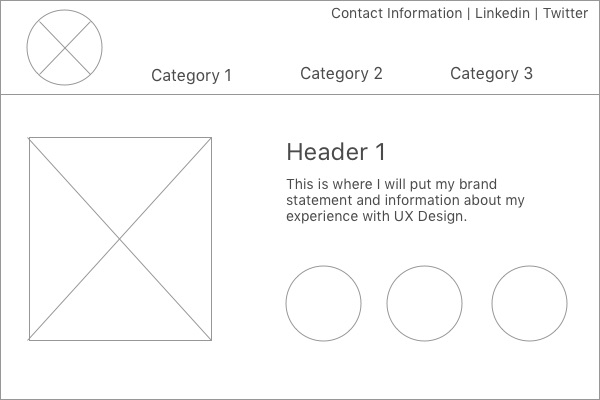 Contact Information | Linkedin | Twitter
Category 1
Category 2
Category 3
Header 1
This is where I will put my brand
statement and information about my
experience with UX Design.